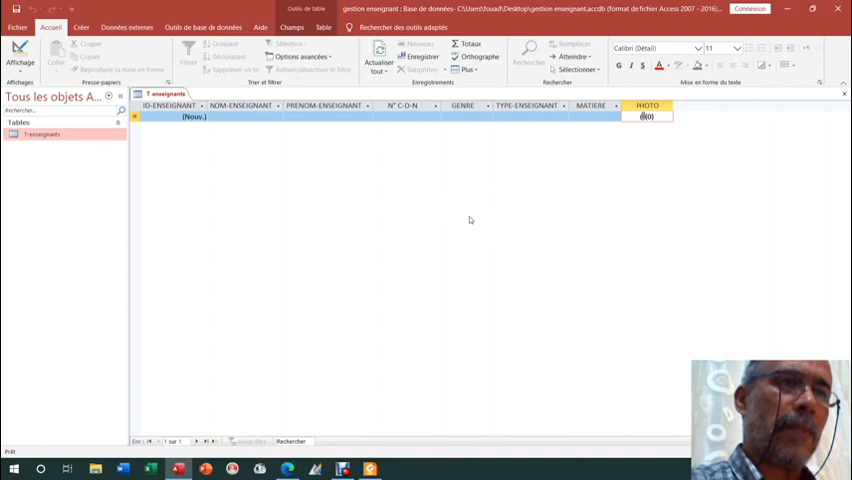 gestion enseignant : Base de données- C:\Users\fouad\Desktop\gestion enseignant.accdb (format de fichier Access 2007 - 2016)...
Connexion
Outils de table
Fichier
Accueil
Créer
Données externes
Outils de base de données
Aide
Champs
Table
Rechercher des outils adaptés
Affichage
Coller
Couper
Copier
Filtrer
Croissant
Décroissant
Supprimer un tri
Sélection
Options avancées
Activer/désactiver le filtre
Actualiser tout
Nouveau
Enregistrer
Supprimer
Totaux
Orthographe
Plus
Rechercher
Remplacer
Atteindre
Sélectionner
Calibri (Détail)
11
G I S
Affichages
Presse-papiers
Trier et filtrer
Enregistrements
Rechercher
Mise en forme du texte
Tous les objets A...
Rechercher...
Tables
T-enseignants
T enseignants
ID-ENSEIGNANT NOM-ENSEIGNANT PRENOM-ENSEIGNANT N° C-D-N GENRE TYPE-ENSEIGNANT MATIERE PHOTO
(Nouv.) (0)
Enr : 1 sur 1 Aucun filtre Rechercher
Prêt